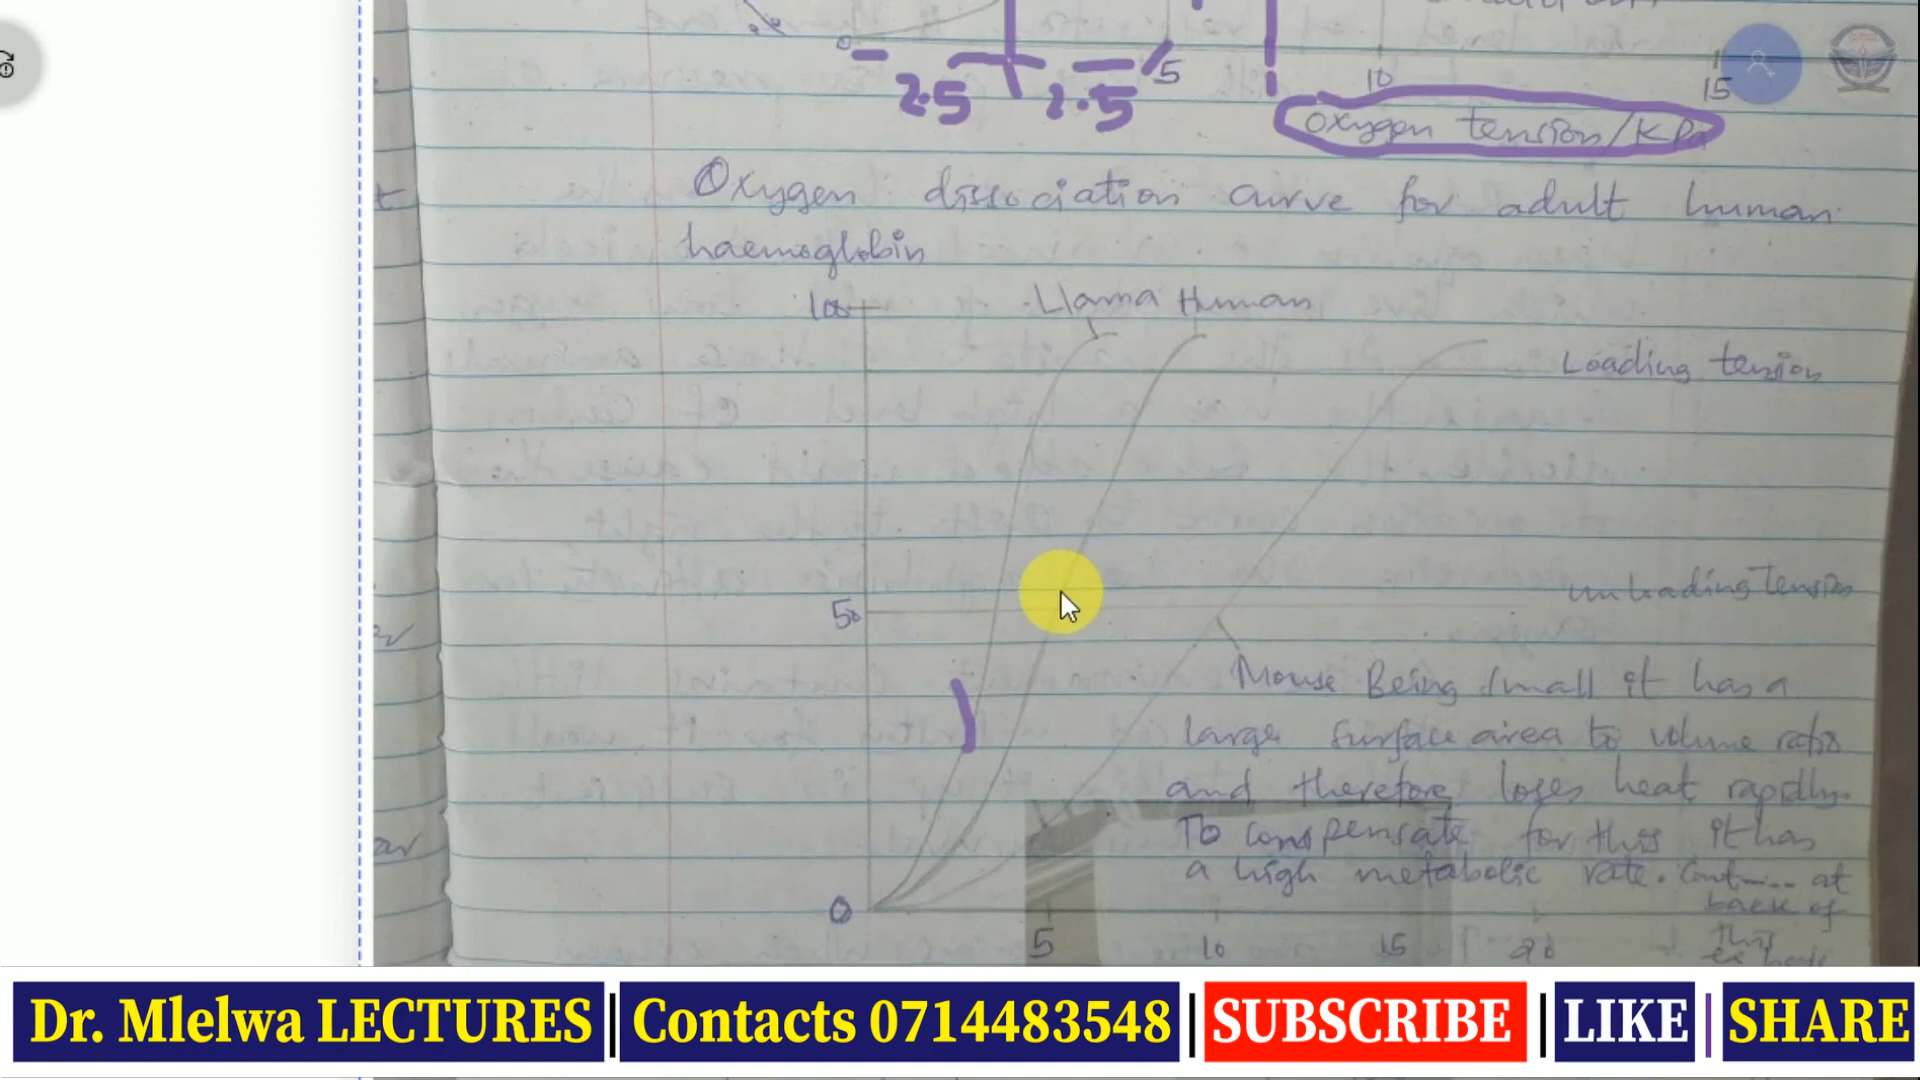 5
10
15
2.5 2.5
Oxygen tension/KPa
Oxygen dissociation curve for adult human
haemoglobin
100
Llama Human
Loading tension
50
unloading Tension
Mouse Being small it has a
large surface area to volume ratio
and therefore loses heat rapidly.
To compensate for this it has
a high metabolic rate. Cont---- at
back of
this
0
5 10 15 20
Dr. Mlelwa LECTURES Contacts 0714483548 SUBSCRIBE LIKE SHARE